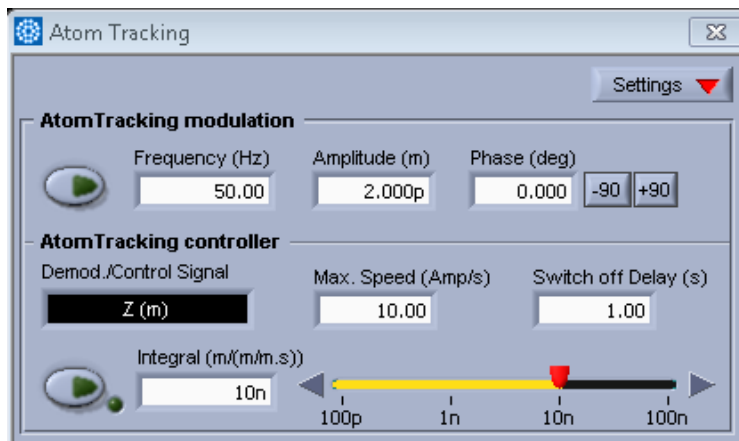 Atom Tracking
Settings
AtomTracking modulation
Frequency (Hz) Amplitude (m) Phase (deg)
50.00 2.000p 0.000 -90 +90
AtomTracking controller
Demod./Control Signal Max. Speed (Amp/s) Switch off Delay (s)
Z (m) 10.00 1.00
Integral (m/(m/m.s))
10n
100p 1n 10n 100n